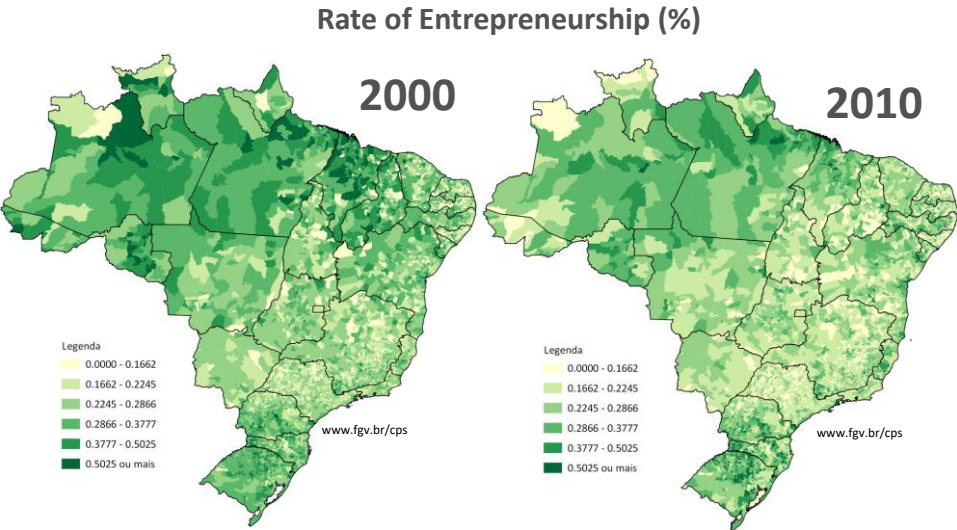 Rate of Entrepreneurship (%)
2000
Legenda
0.0000 - 0.1662
0.1662 - 0.2245
0.2245 - 0.2866
0.2866 - 0.3777
0.3777 - 0.5025
0.5025 ou mais
www.fgv.br/cps
2010
Legenda
0.0000 - 0.1662
0.1662 - 0.2245
0.2245 - 0.2866
0.2866 - 0.3777
0.3777 - 0.5025
0.5025 ou mais
www.fgv.br/cps